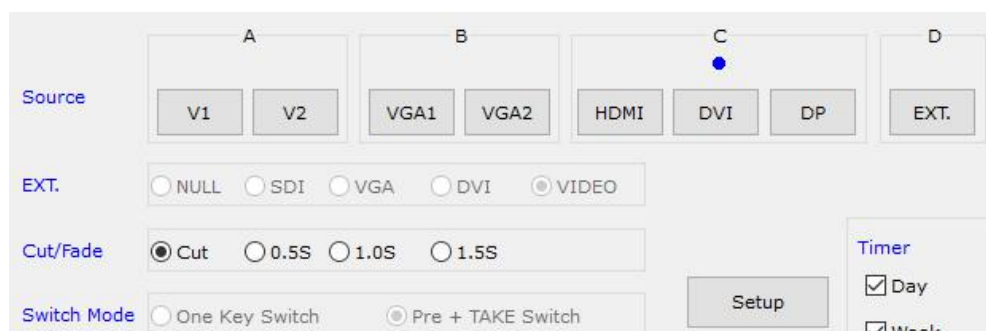 A B C D
Source V1 V2 VGA1 VGA2 HDMI DVI DP EXT.
EXT. NULL SDI VGA DVI VIDEO
Cut/Fade Cut 0.5S 1.0S 1.5S
Timer
Setup Day
Switch Mode One Key Switch Pre + TAKE Switch
Week